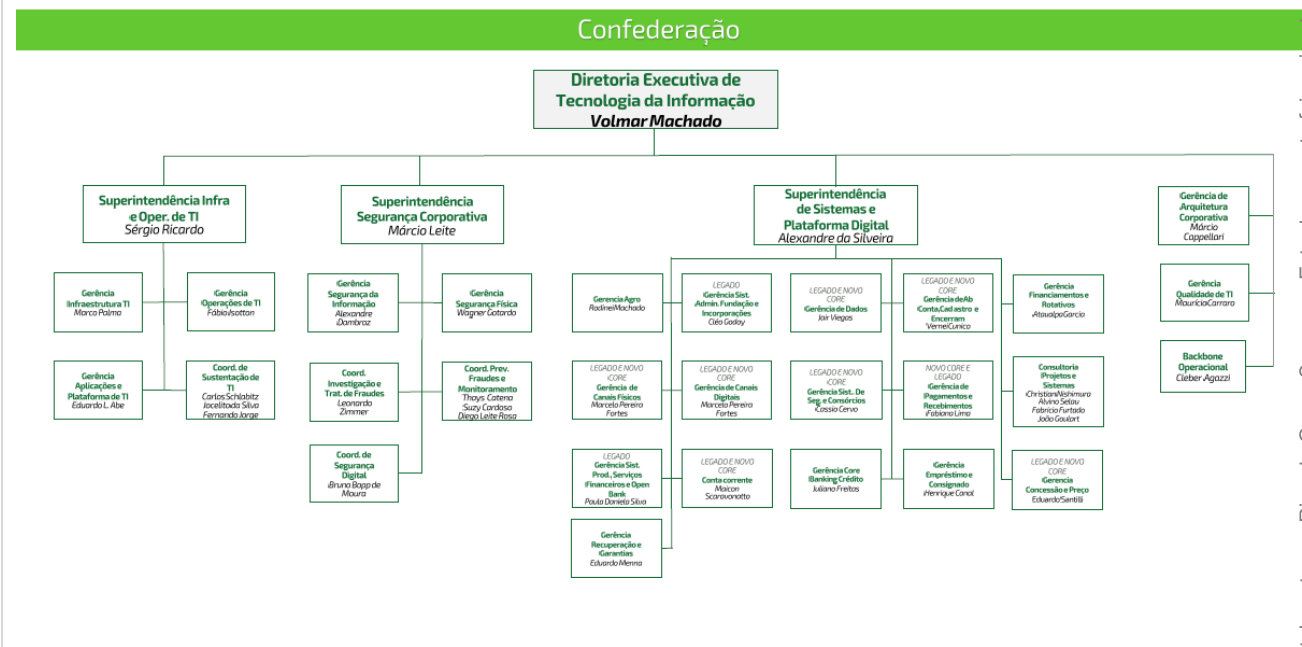 Confederação
Diretoria Executiva de
Tecnologia da Informação
Volmar Machado
Superintendência Infra
e Oper. de TI
Sérgio Ricardo
Superintendência
Segurança Corporativa
Márcio Leite
Superintendência
de Sistemas e
Plataforma Digital
Alexandre da Silveira
Gerência de
Arquitetura
Corporativa
Márcio
Cappellari
Gerência
Infraestrutura TI
Marco Palma
Gerência
Operações de TI
Fábio Isotton
Gerência
Segurança da
Informação
Alexandre
Dambroz
Gerência
Segurança Física
Wagner Gotardo
Gerencia Agro
Rodinei Machado
LEGADO
Gerência Sist.
Admin. Fundação e
Incorporações
Cléo Godoy
LEGADO E NOVO
CORE
Gerência de Dados
Jair Viegas
LEGADO E NOVO
CORE
Gerência de Ab
Conta, Cadastro e
Encerram
Vernei Cunico
Gerência
Financiamentos e
Rotativos
Ataualpa Garcia
Gerência
Qualidade de TI
Maurício Carraro
Gerência
Aplicações e
Plataforma de TI
Eduardo L. Abe
Coord. de
Sustentação de
TI
Carlos Schlabitz
Jocelito da Silva
Fernando Jorge
Coord.
Investigação e
Trat. de Fraudes
Leonardo
Zimmer
Coord. Prev.
Fraudes e
Monitoramento
Thays Catena
Suzy Cardoso
Diego Leite Rosa
LEGADO E NOVO
CORE
Gerência de
Canais Físicos
Marcelo Pereira
Fortes
LEGADO E NOVO
CORE
Gerência de Canais
Digitais
Marcelo Pereira
Fortes
LEGADO E NOVO
CORE
Gerência Sist.. De
Seg. e Consórcios
Cassio Cervo
NOVO CORE E
LEGADO
Gerência de
Pagamentos e
Recebimentos
Fabiana Lima
Consultoria
Projetos e
Sistemas
Christian Nishimura
Alvino Selau
Fabrício Furtado
João Goulart
Backbone
Operacional
Cleber Agazzi
Coord. de
Segurança
Digital
Bruno Bopp de
Moura
LEGADO
Gerência Sist.
Prod., Serviços
Financeiros e Open
Bank
Paula Daniela Silva
LEGADO E NOVO
CORE
Conta corrente
Maicon
Scaravonatto
Gerência Core
Banking Crédito
Juliano Freitas
Gerência
Empréstimo e
Consignado
Henrique Canal
LEGADO E NOVO
CORE
Gerencia
Concessão e Preço
Eduardo Santilli
Gerência
Recuperação e
Garantias
Eduardo Menna